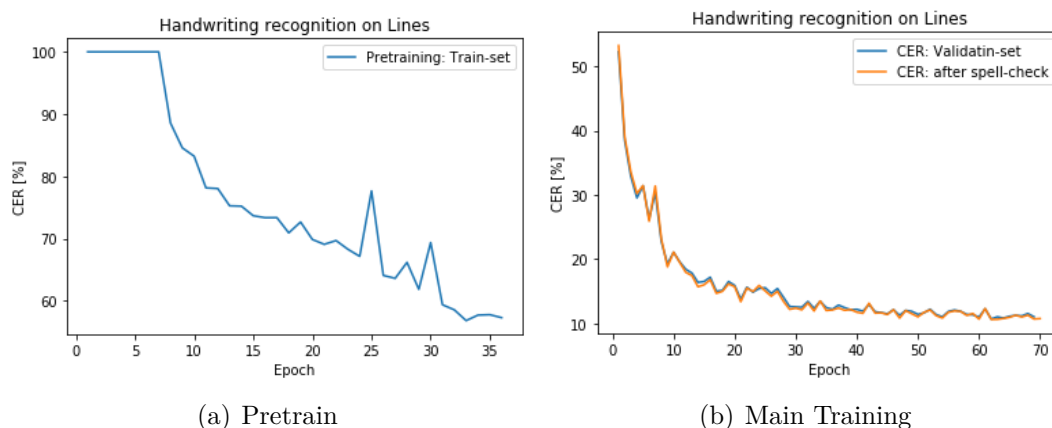 Handwriting recognition on Lines
Pretraining: Train-set
CER [%]
100
90
80
70
60
0 5 10 15 20 25 30 35
Epoch
(a) Pretrain
Handwriting recognition on Lines
CER: Validatin-set
CER: after spell-check
CER [%]
50
40
30
20
10
0 10 20 30 40 50 60 70
Epoch
(b) Main Training